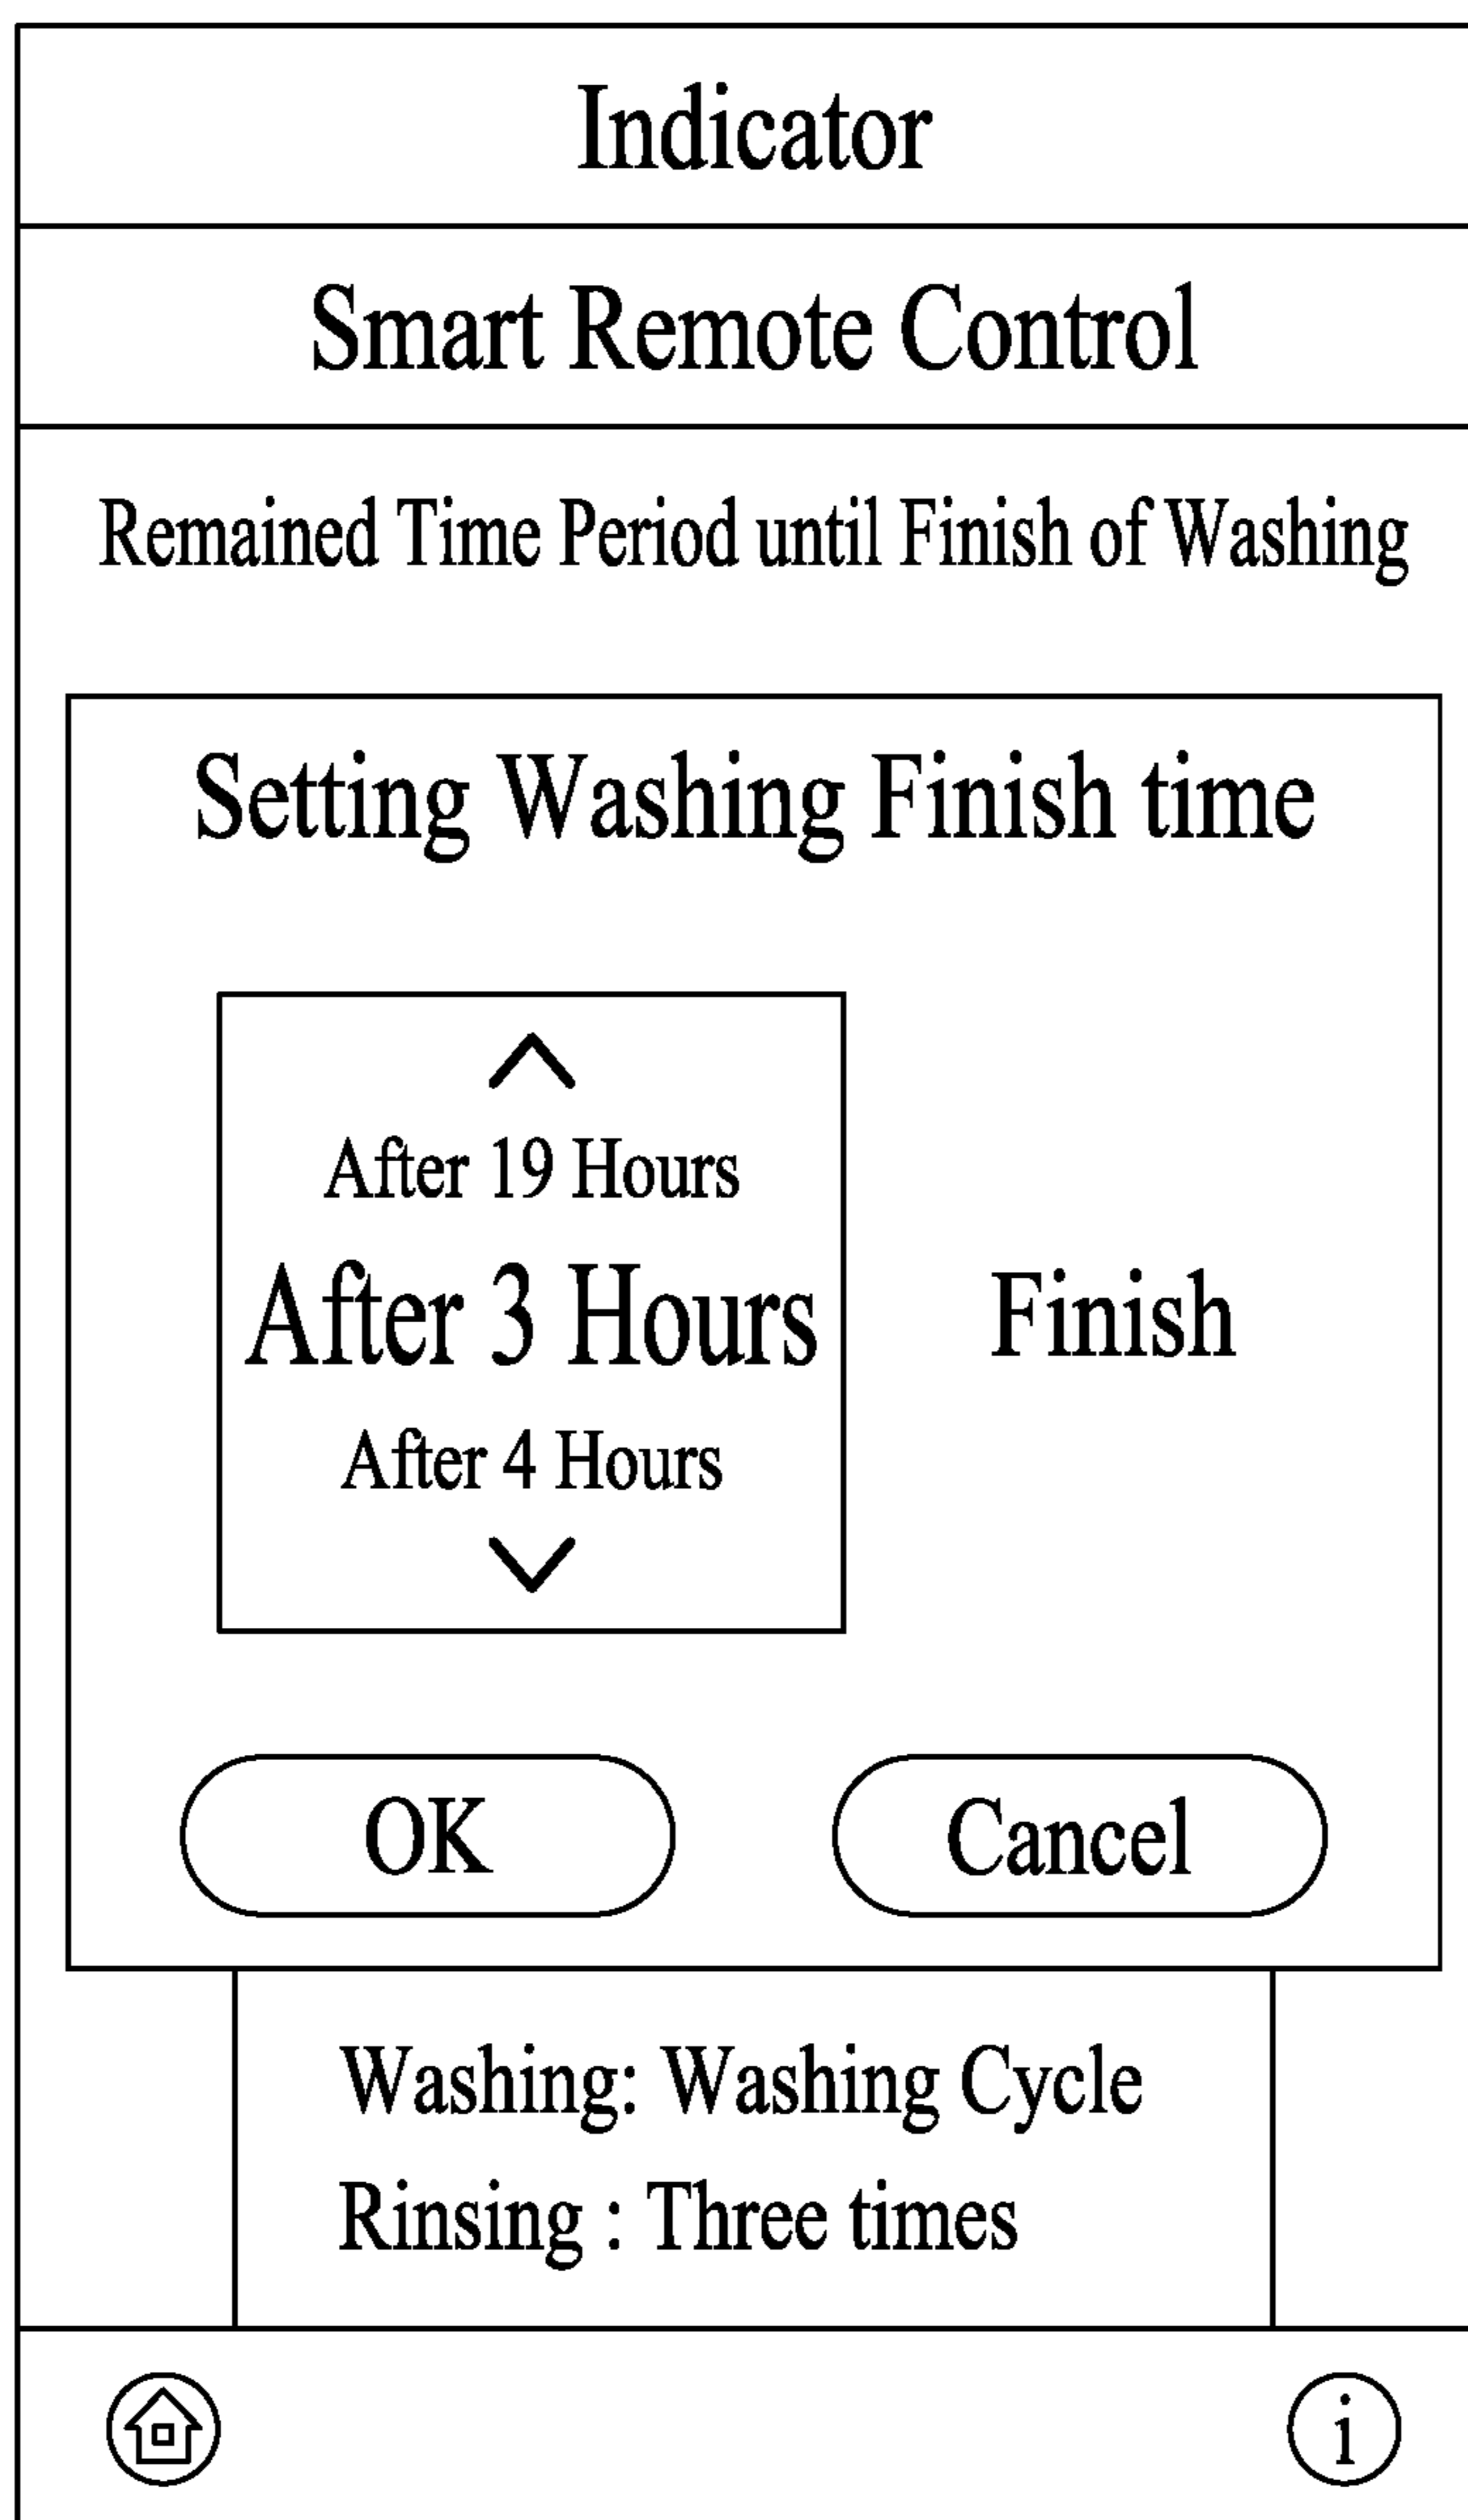 Indicator
Smart Remote Control
Remained Time Period until Finish of Washing
Setting Washing Finish time
After 19 Hours
After 3 Hours
Finish
After 4 Hours
OK
Cancel
Washing: Washing Cycle
Rinsing : Three times
i